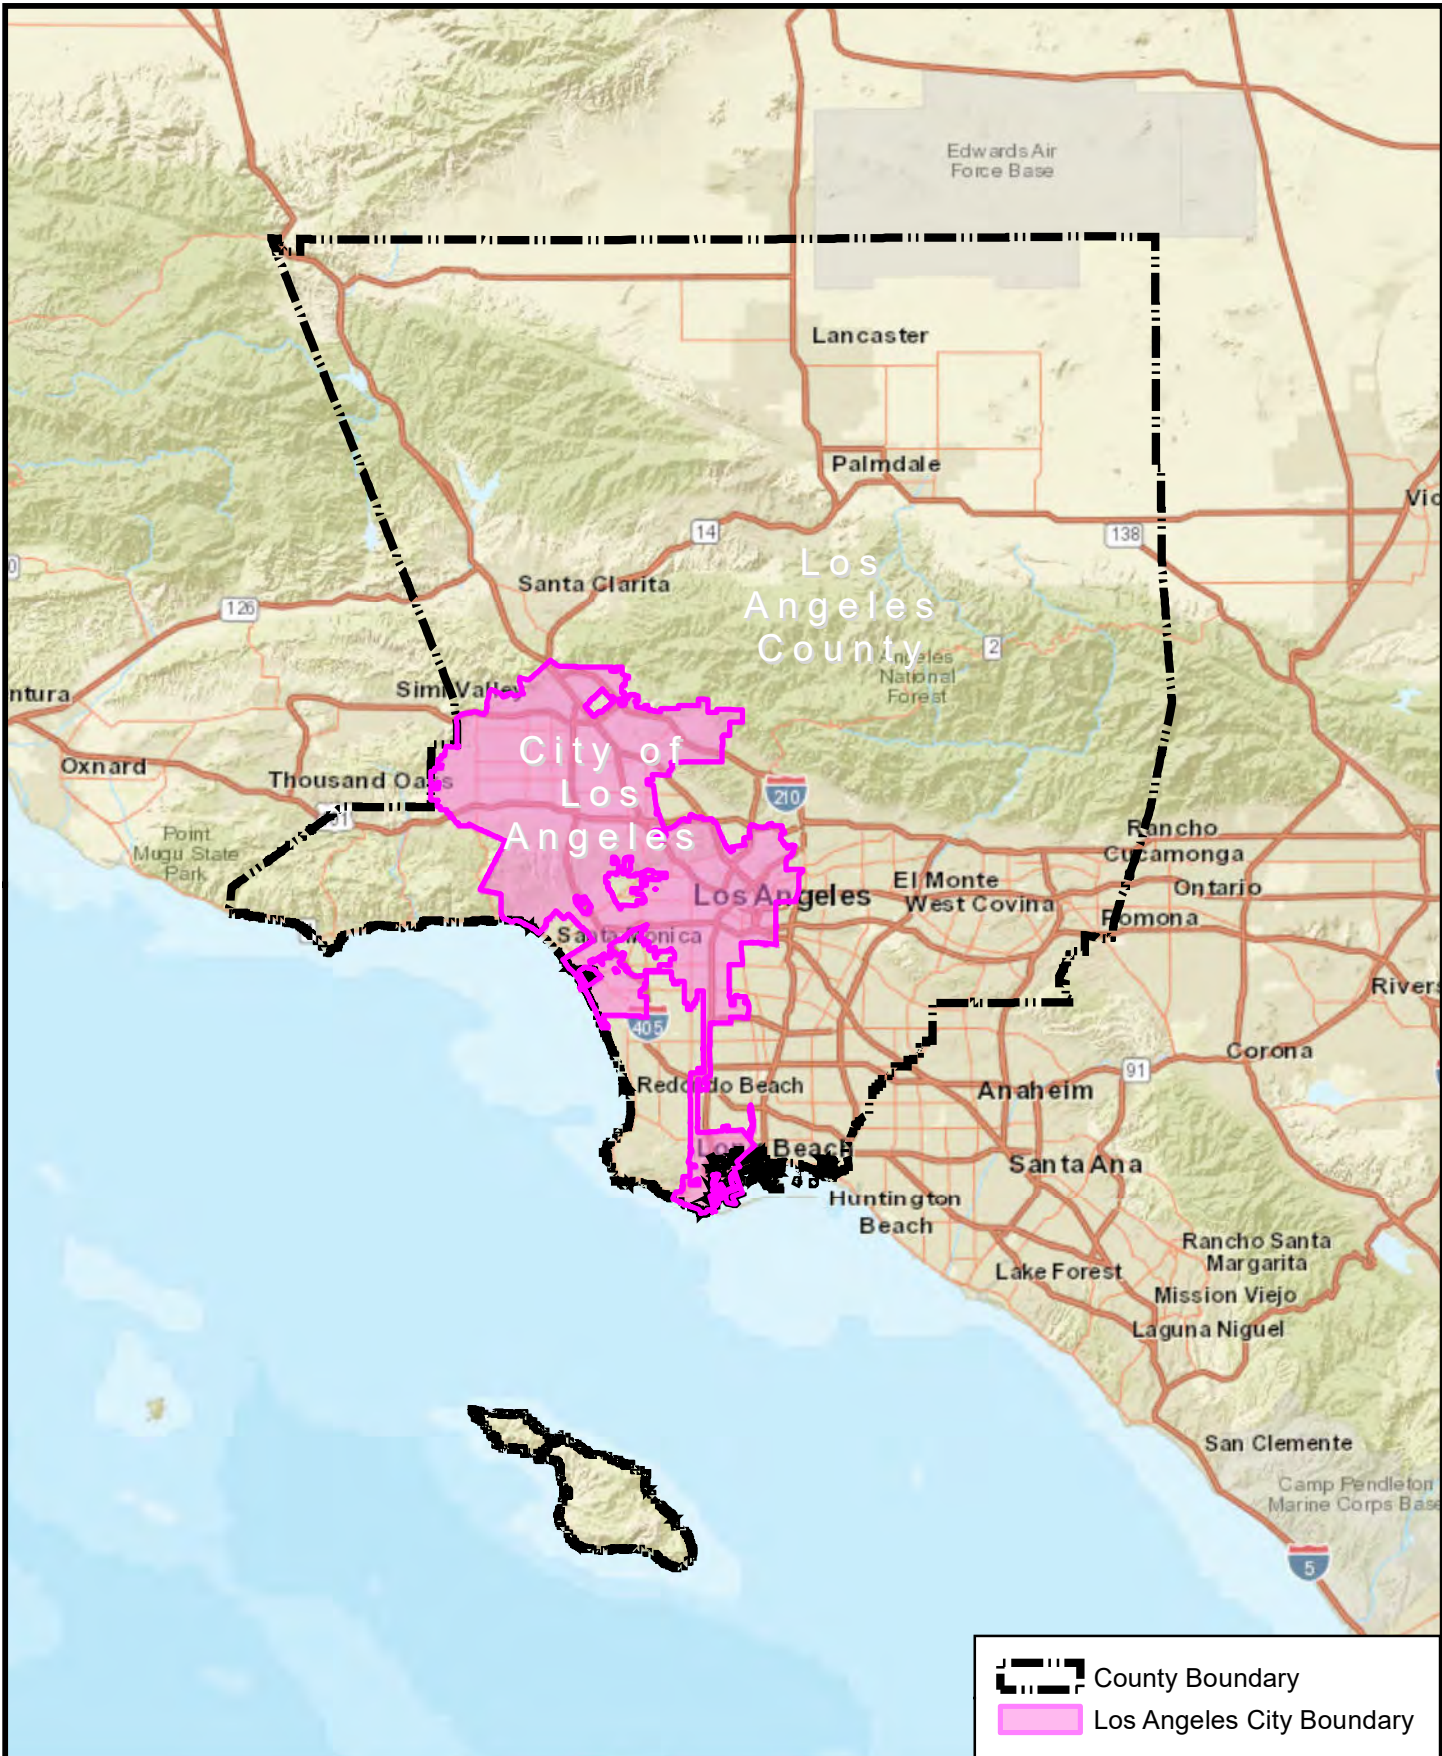 Edwards Air
Force Base
Lancaster
Palmdale
Vic
14
138
Los
Angeles
County
Santa Clarita
0
126
2
Angeles
National
Forest
Simi Valley
ntura
City of
Los
Angeles
Oxnard
Thousand Oaks
210
Point
Mugu State
Park
Rancho
Cucamonga
El Monte
Ontario
Los Angeles
West Covina
Pomona
Santa Monica
Rivers
405
Corona
91
Redondo Beach
Anaheim
Long Beach
Santa Ana
Huntington
Beach
Rancho Santa
Margarita
Lake Forest
Mission Viejo
Laguna Niguel
San Clemente
Camp Pendleton
Marine Corps Base
5
County Boundary
Los Angeles City Boundary